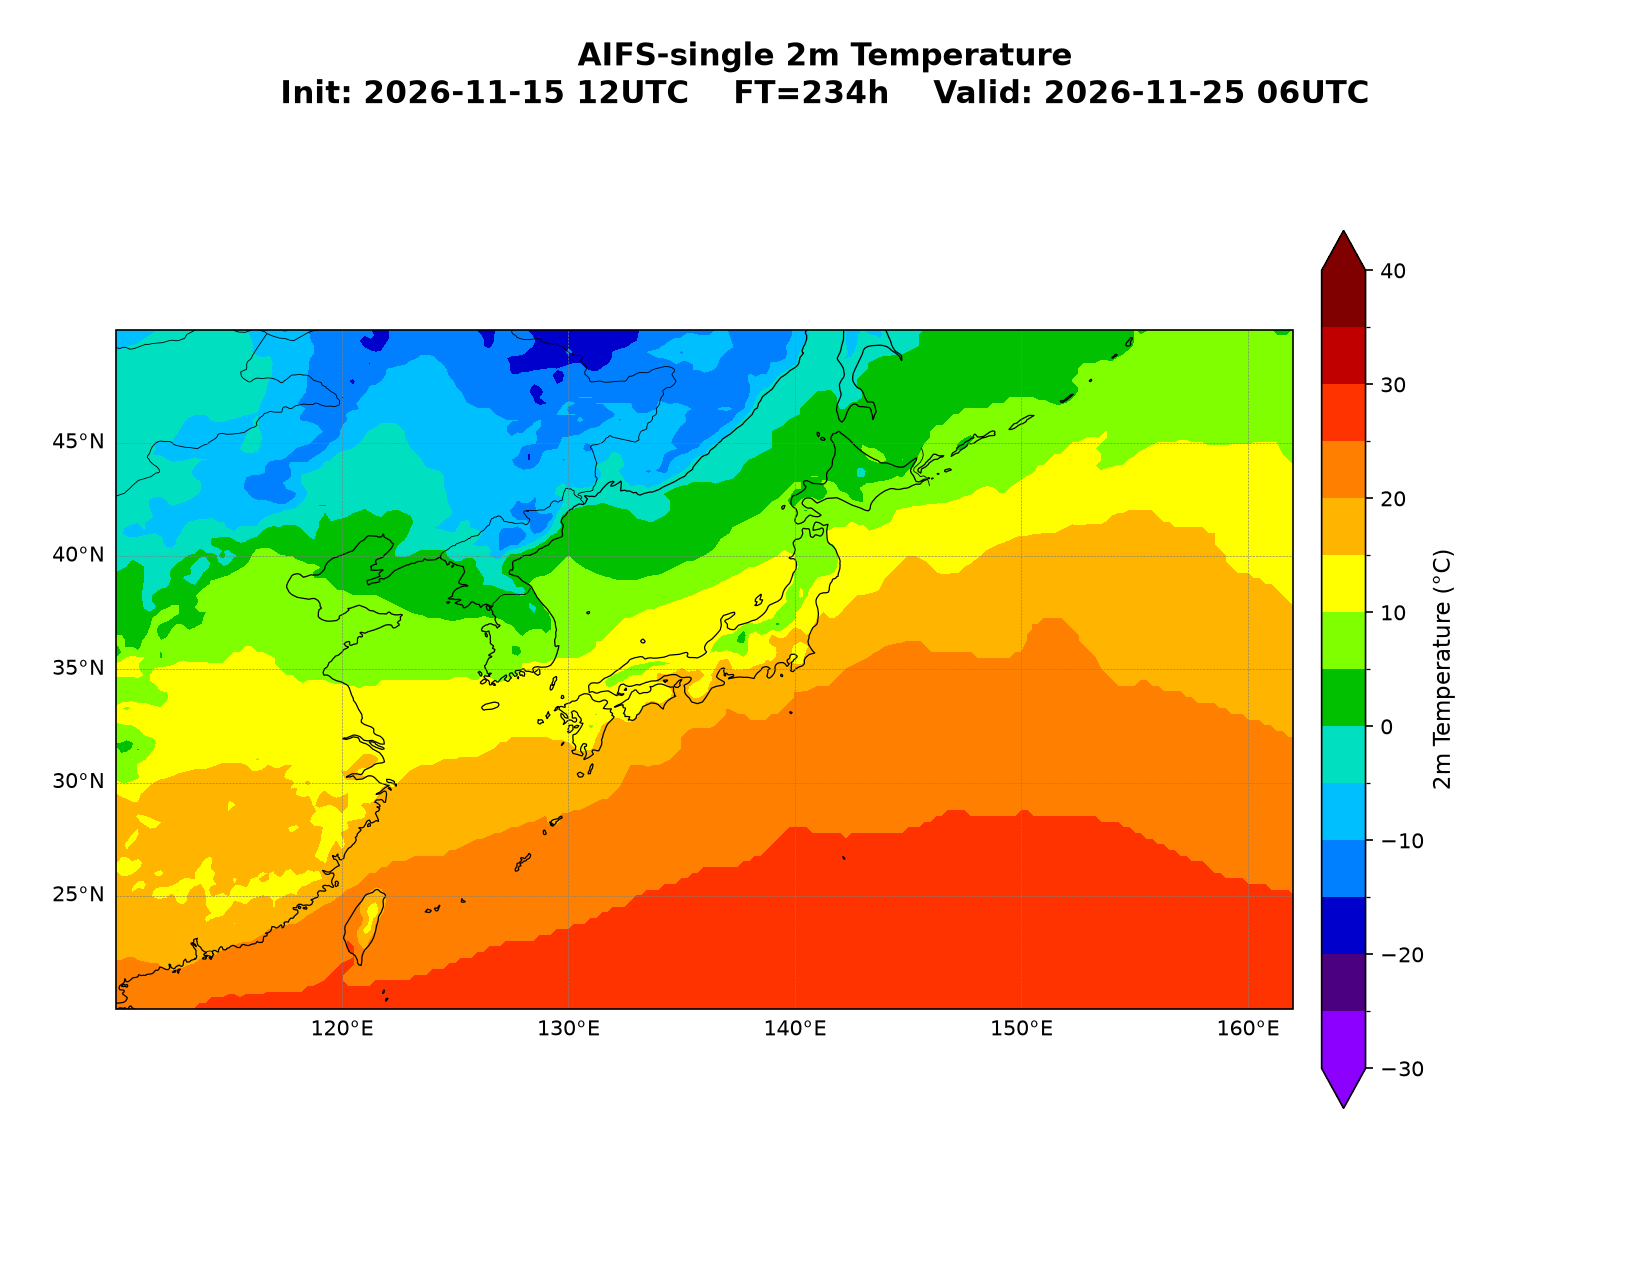 AIFS-single 2m Temperature
Init: 2026-11-15 12UTC    FT=234h    Valid: 2026-11-25 06UTC
45°N
40°N
35°N
30°N
25°N
120°E
130°E
140°E
150°E
160°E
40
30
20
10
0
−10
−20
−30
2m Temperature (°C)